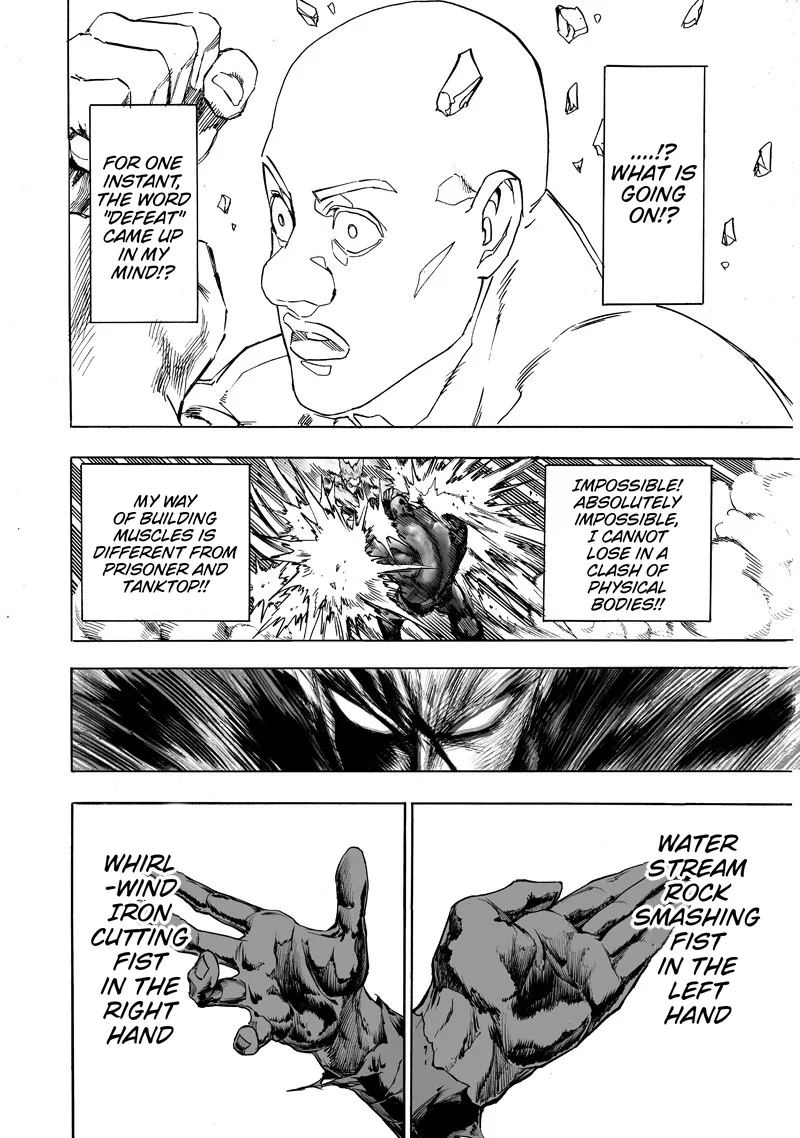 .....!?
WHAT IS
GOING
ON!?
FOR ONE
INSTANT,
THE WORD
"DEFEAT"
CAME UP
IN MY
MIND!?
IMPOSSIBLE!
ABSOLUTELY
IMPOSSIBLE,
I CANNOT
LOSE IN A
CLASH OF
PHYSICAL
BODIES!!
MY WAY
OF BUILDING
MUSCLES IS
DIFFERENT FROM
PRISONER AND
TANKTOP!!
WATER
STREAM
ROCK
SMASHING
FIST
IN THE
LEFT
HAND
WHIRL
-WIND
IRON
CUTTING
FIST
IN THE
RIGHT
HAND